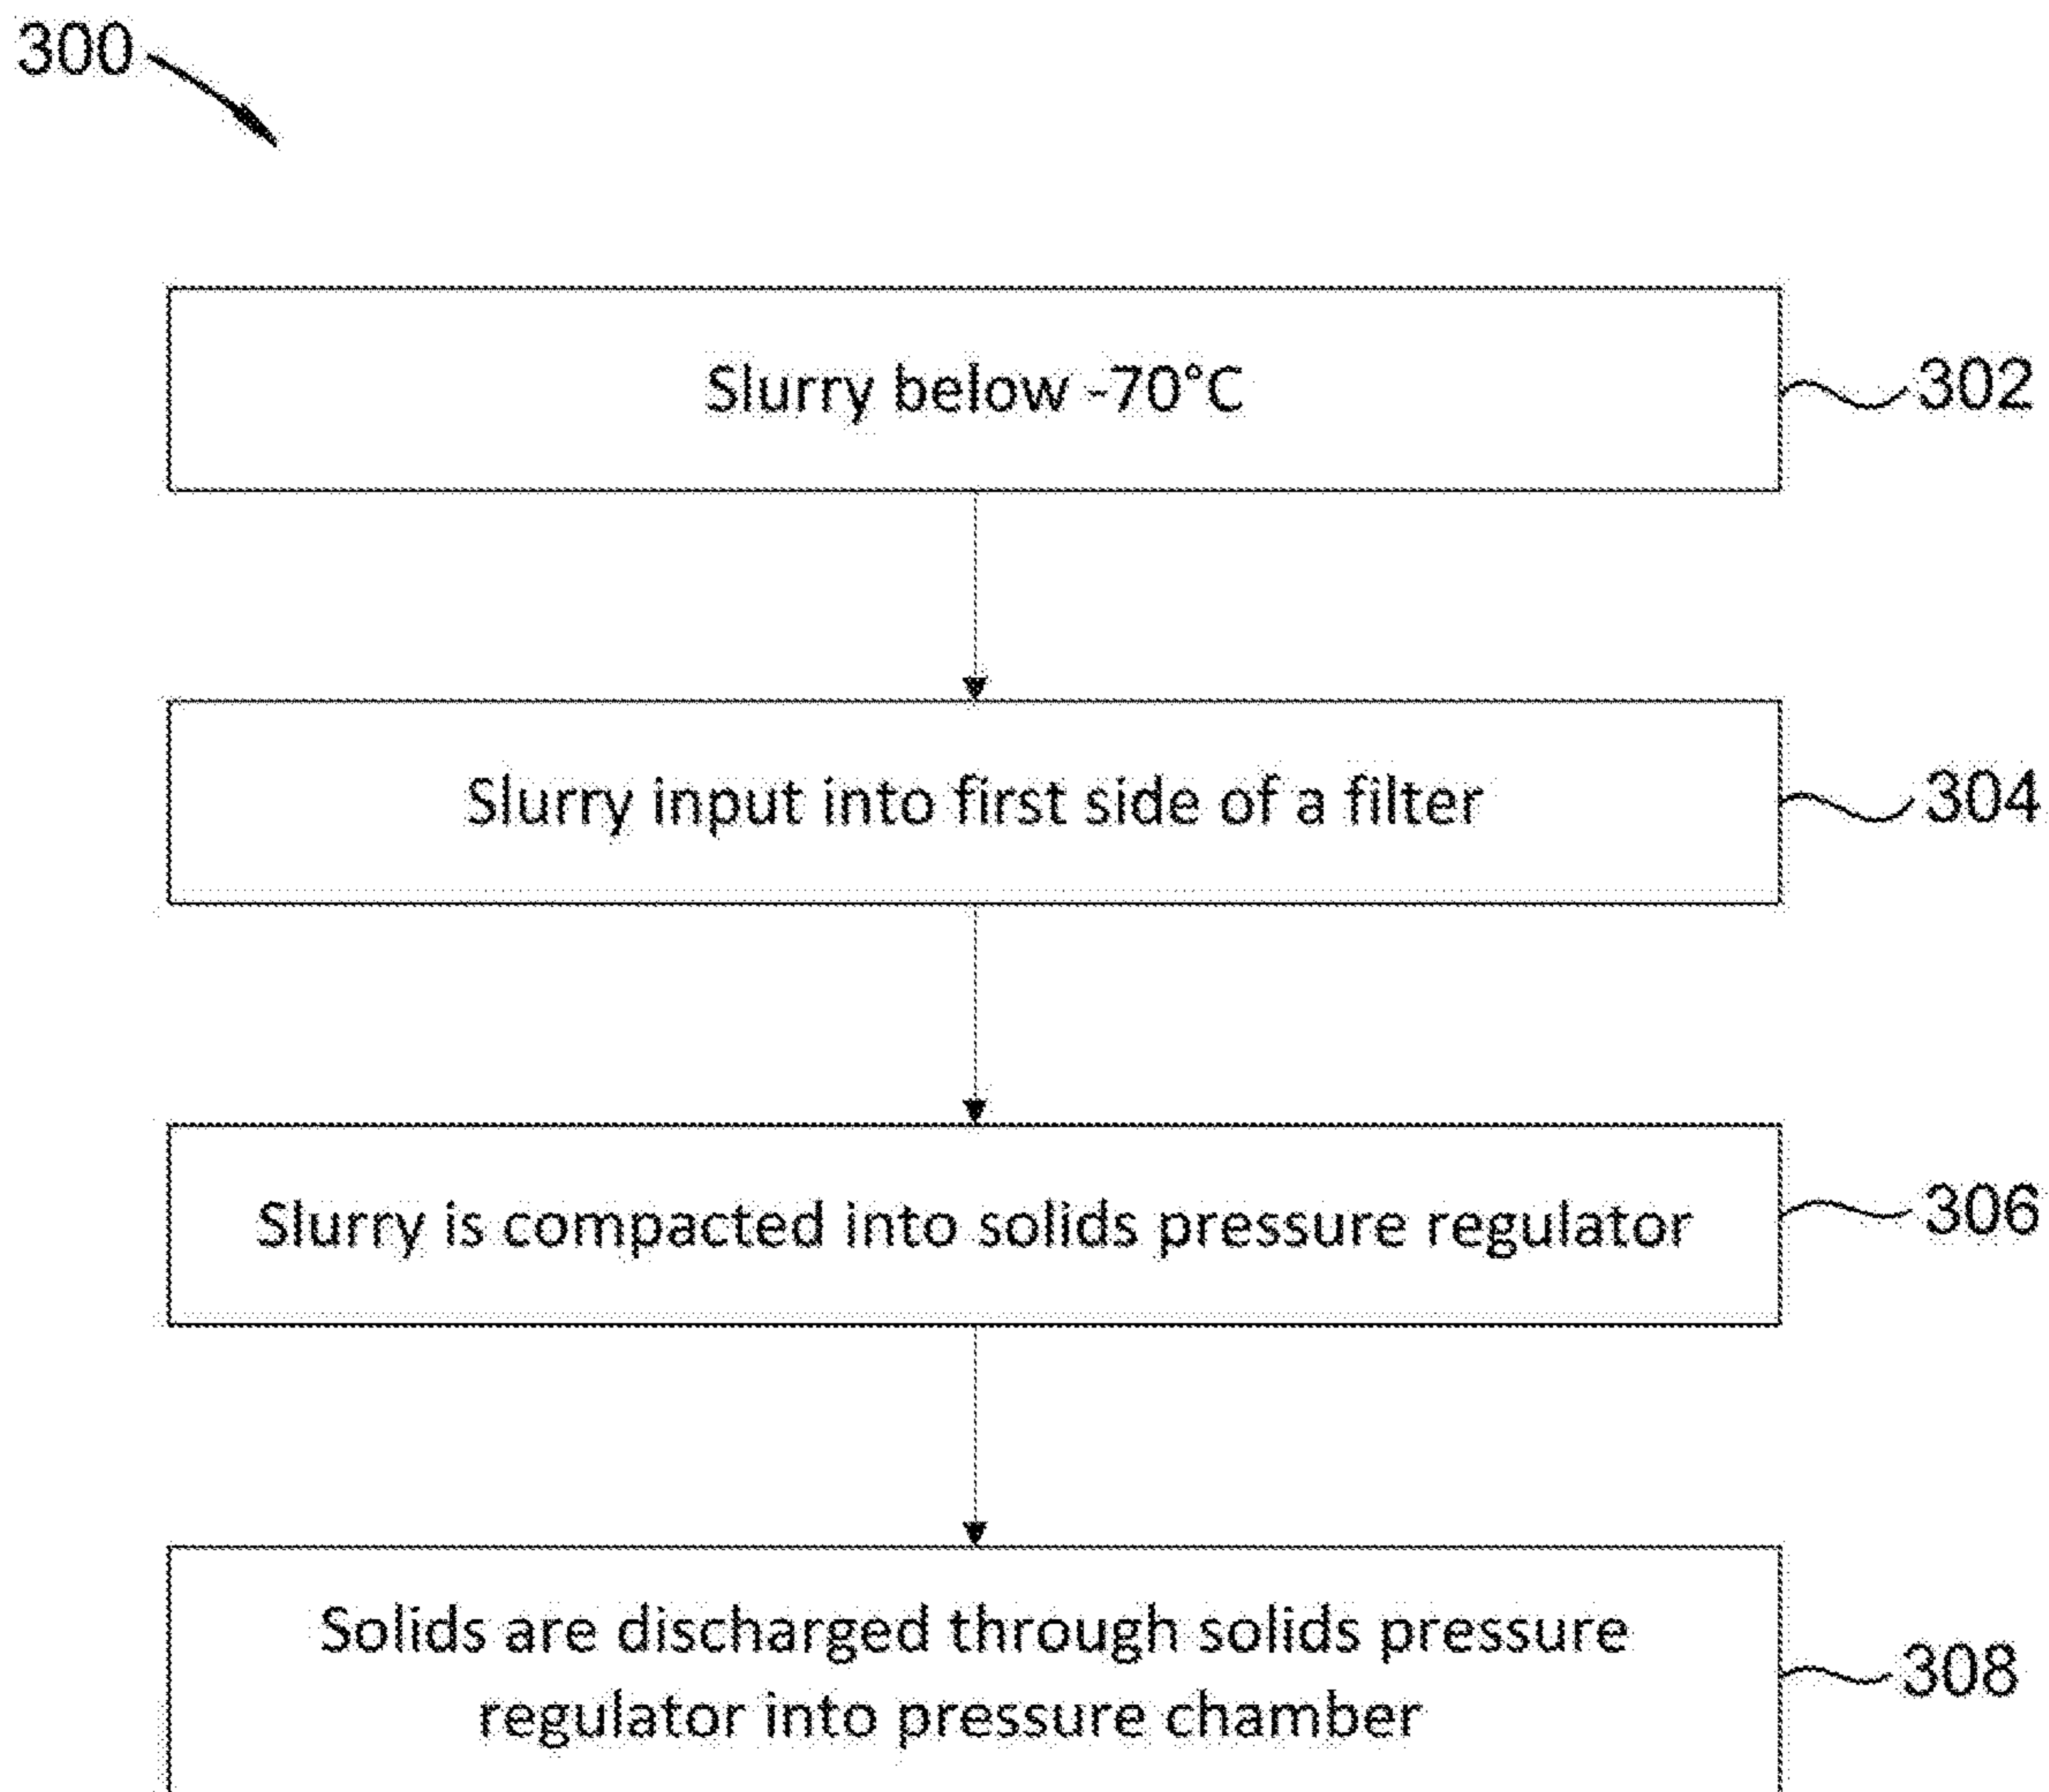 300
Slurry below -70°C
302
Slurry input into first side of a filter
304
Slurry is compacted into solids pressure regulator
306
Solids are discharged through solids pressure
regulator into pressure chamber
308